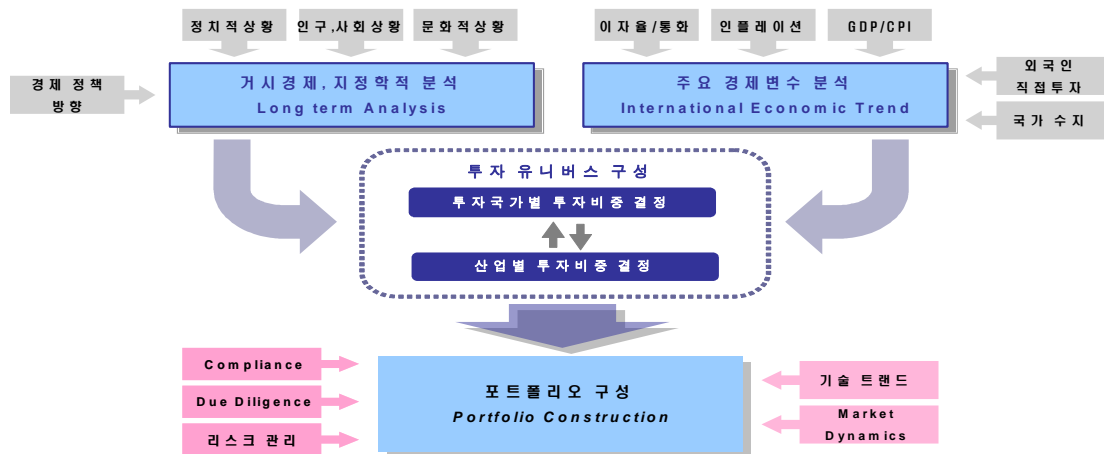 정치적상황
인구,사회상황
문화적상황
이자율/통화
인플레이션
GDP/CPI
경제 정책
방향
거시경제, 지정학적 분석
Long term Analysis
주요 경제변수 분석
International Economic Trend
외국인
직접투자
국가 수지
투자 유니버스 구성
투자국가별 투자비중 결정
산업별 투자비중 결정
Compliance
Due Diligence
리스크 관리
포트폴리오 구성
Portfolio Construction
기술 트랜드
Market
Dynamics